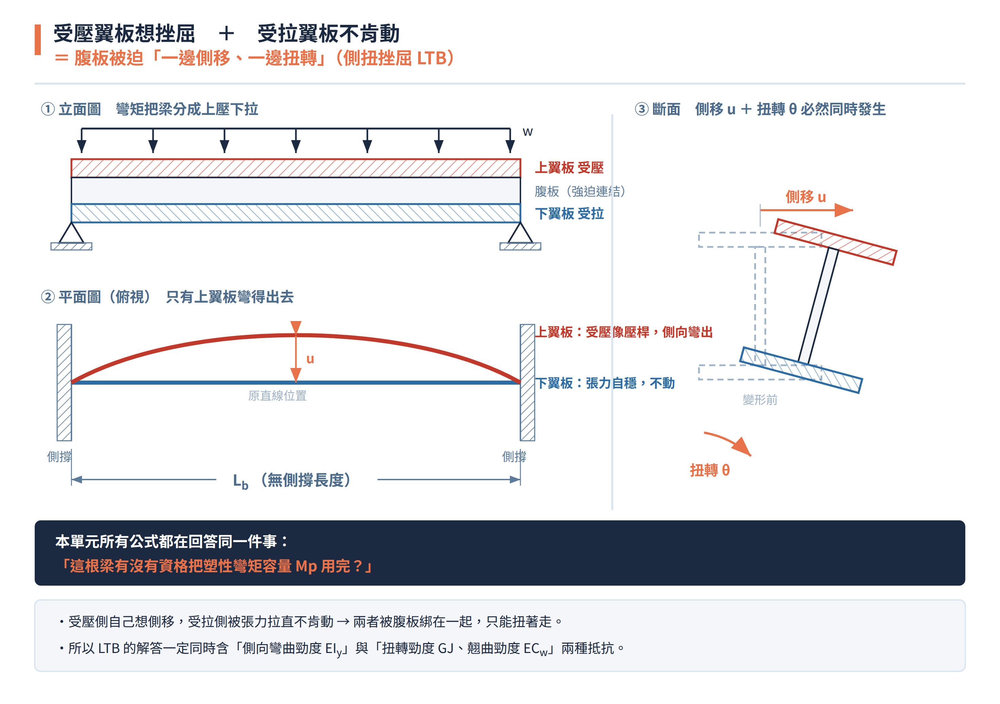 受壓翼板想挫屈　＋　受拉翼板不肯動
＝ 腹板被迫「一邊側移、一邊扭轉」（側扭挫屈 LTB）
① 立面圖　彎矩把梁分成上壓下拉
w
上翼板 受壓
腹板（強迫連結）
下翼板 受拉
② 平面圖（俯視）　只有上翼板彎得出去
上翼板：受壓像壓桿，側向彎出
u
下翼板：張力自穩，不動
原直線位置
側撐
側撐
Lb （無側撐長度）
③ 斷面　側移 u ＋ 扭轉 θ 必然同時發生
側移 u
變形前
扭轉 θ
本單元所有公式都在回答同一件事：
「這根梁有沒有資格把塑性彎矩容量 Mp 用完？」
・受壓側自己想側移，受拉側被張力拉直不肯動 → 兩者被腹板綁在一起，只能扭著走。
・所以 LTB 的解答一定同時含「側向彎曲勁度 EIy」與「扭轉勁度 GJ、翹曲勁度 ECw」兩種抵抗。